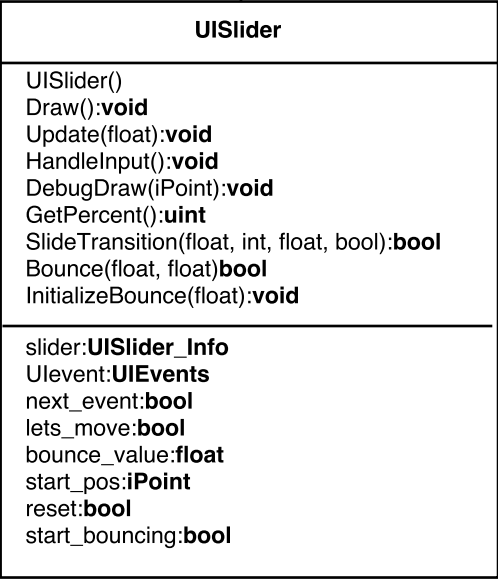 UISlider
UISlider()
Draw():void
Update(float):void
HandleInput():void
DebugDraw(iPoint):void
GetPercent():uint
SlideTransition(float, int, float, bool):bool
Bounce(float, float)bool
InitializeBounce(float):void
slider:UISlider_Info
UIevent:UIEvents
next_event:bool
lets_move:bool
bounce_value:float
start_pos:iPoint
reset:bool
start_bouncing:bool